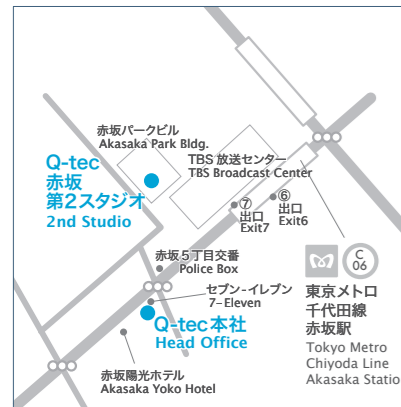 赤坂パークビル
Akasaka Park Bldg.
Q-tec
赤坂
第2スタジオ
2nd Studio
TBS 放送センター
TBS Broadcast Center
⑦
出口
Exit7
⑥
出口
Exit6
赤坂5丁目交番
Police Box
セブン-イレブン
7-Eleven
Q-tec本社
Head Office
赤坂陽光ホテル
Akasaka Yoko Hotel
C
06
東京メトロ
千代田線
赤坂駅
Tokyo Metro
Chiyoda Line
Akasaka Statio